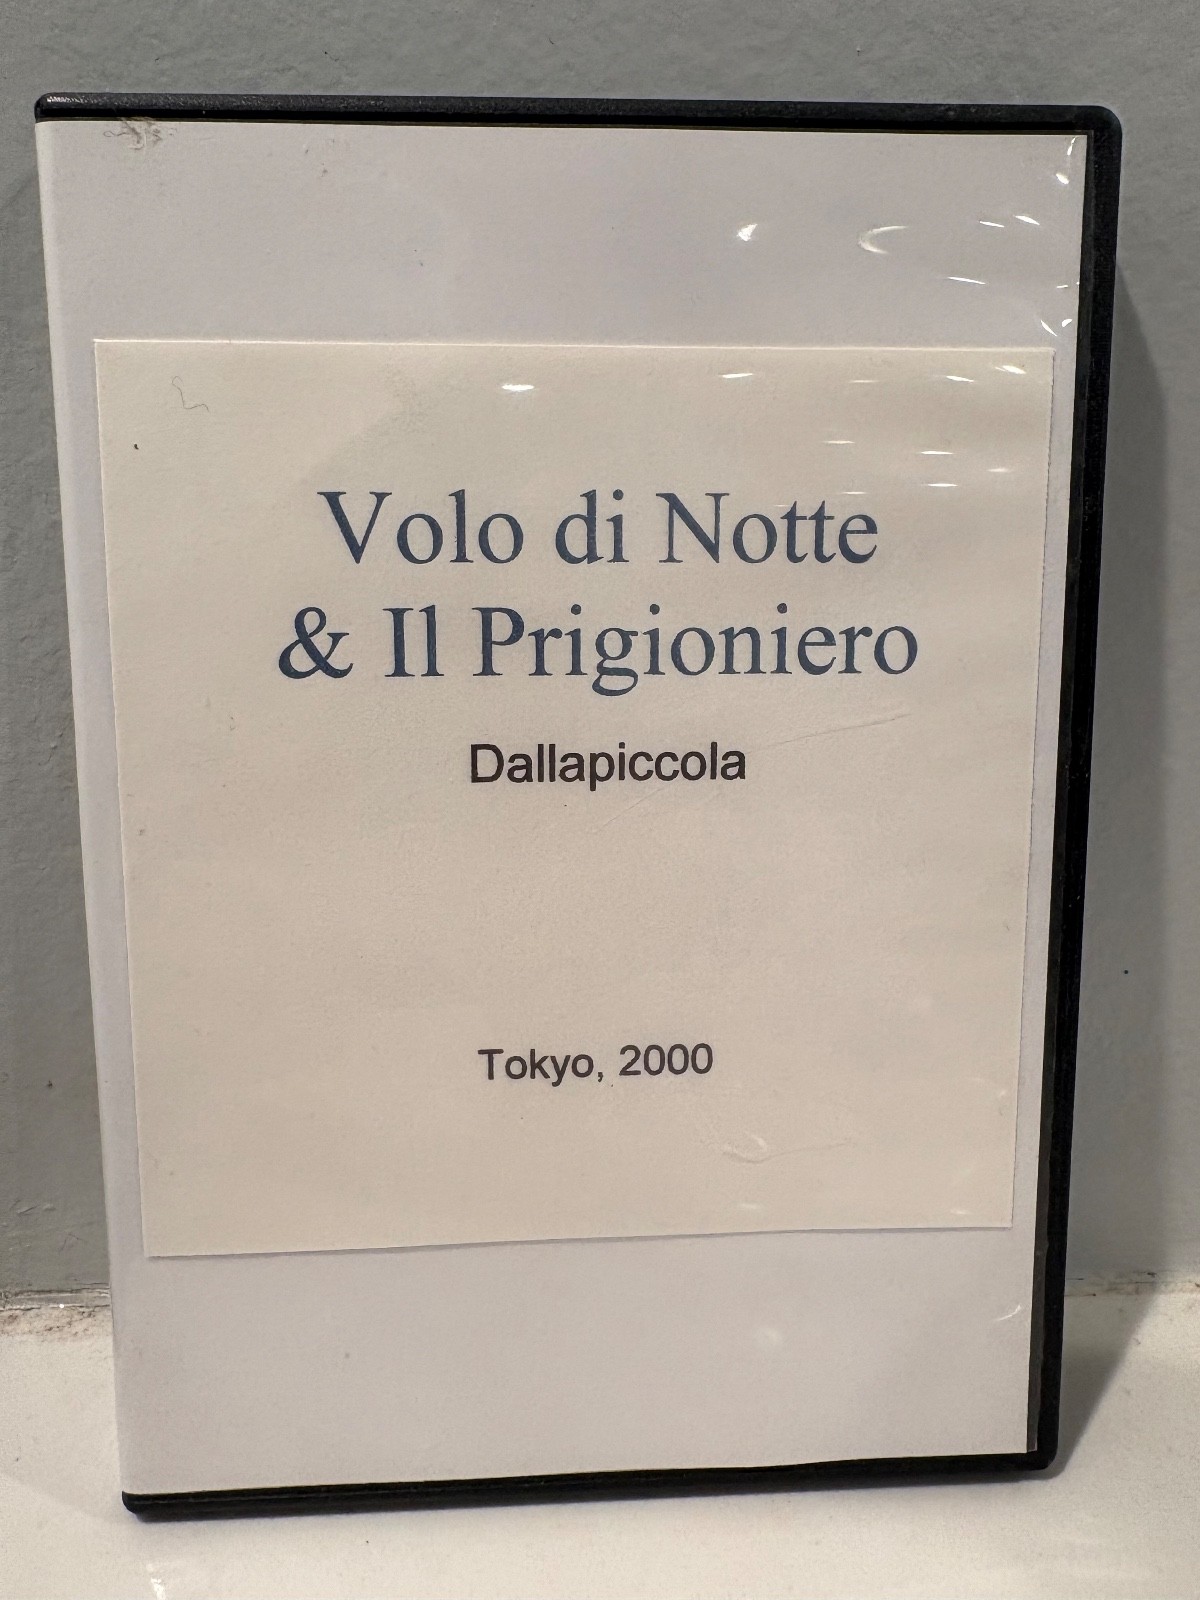 Volo di Notte
& Il Prigioniero
Dallapiccola
Tokyo, 2000